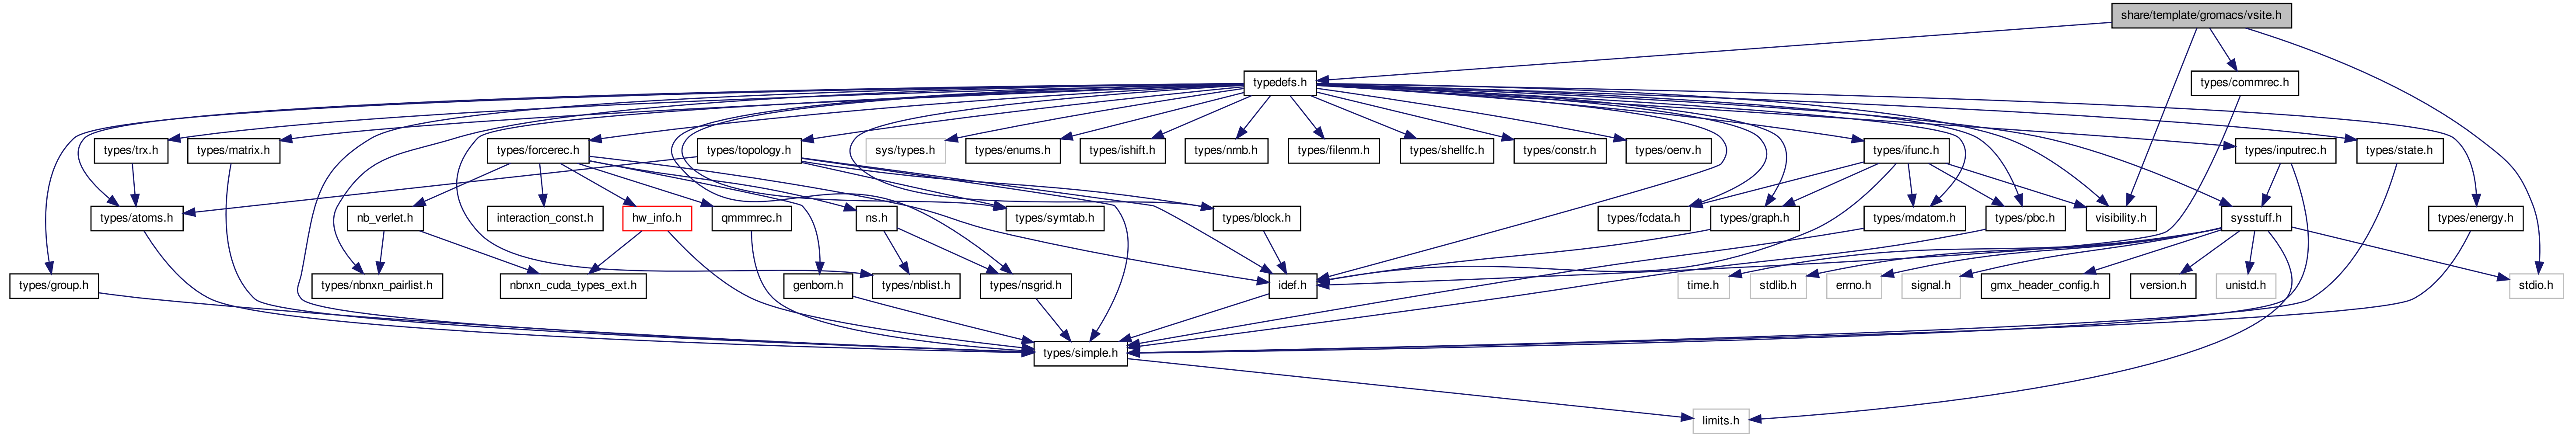 share/template/gromacs/vsite.h
typedefs.h
types/commrec.h
types/trx.h
types/matrix.h
types/forcerec.h
types/topology.h
sys/types.h
types/enums.h
types/ishift.h
types/nrnb.h
types/filenm.h
types/shellfc.h
types/constr.h
types/oenv.h
types/ifunc.h
types/inputrec.h
types/state.h
types/atoms.h
nb_verlet.h
interaction_const.h
hw_info.h
qmmmrec.h
ns.h
types/symtab.h
types/block.h
types/fcdata.h
types/graph.h
types/mdatom.h
types/pbc.h
visibility.h
sysstuff.h
types/energy.h
types/group.h
types/nbnxn_pairlist.h
nbnxn_cuda_types_ext.h
genborn.h
types/nblist.h
types/nsgrid.h
idef.h
time.h
stdlib.h
errno.h
signal.h
gmx_header_config.h
version.h
unistd.h
stdio.h
types/simple.h
limits.h